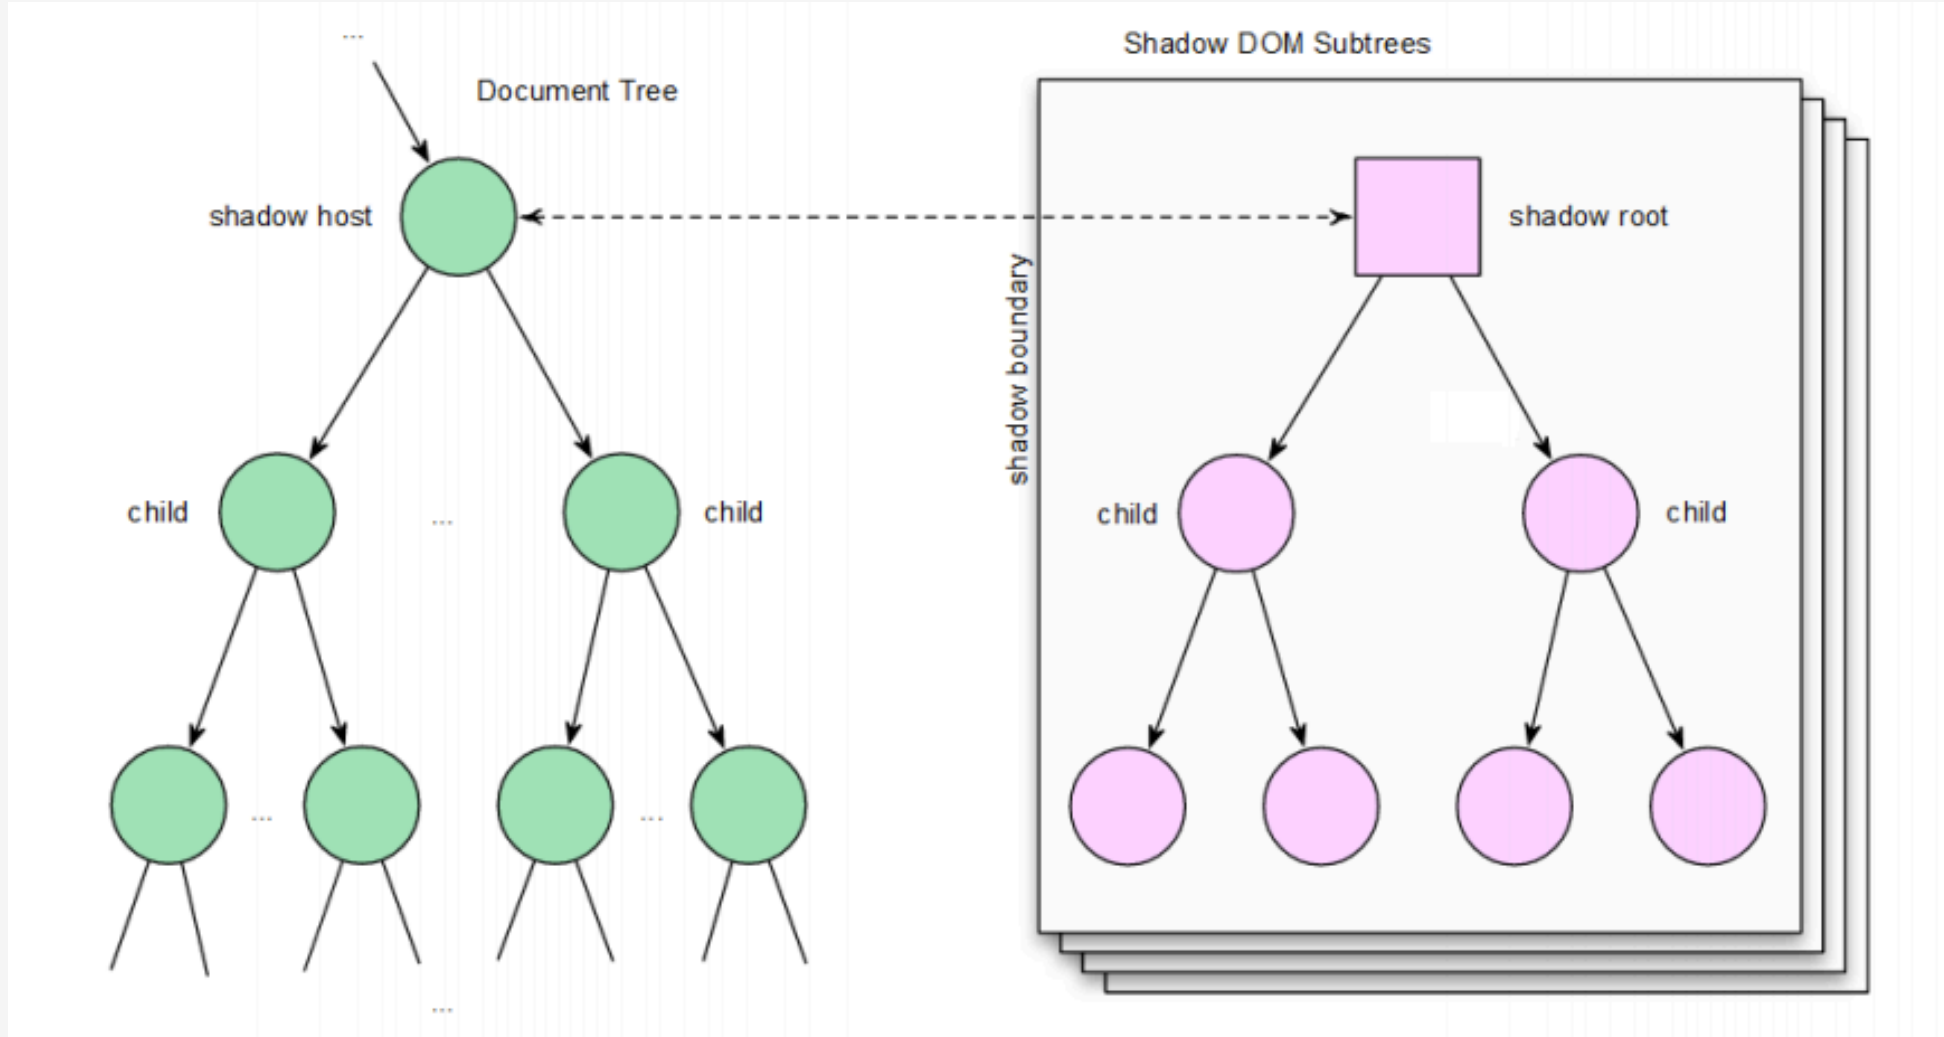 ...
Document Tree
shadow host
child
...
child
...
...
...
Shadow DOM Subtrees
shadow root
shadow boundary
child
child